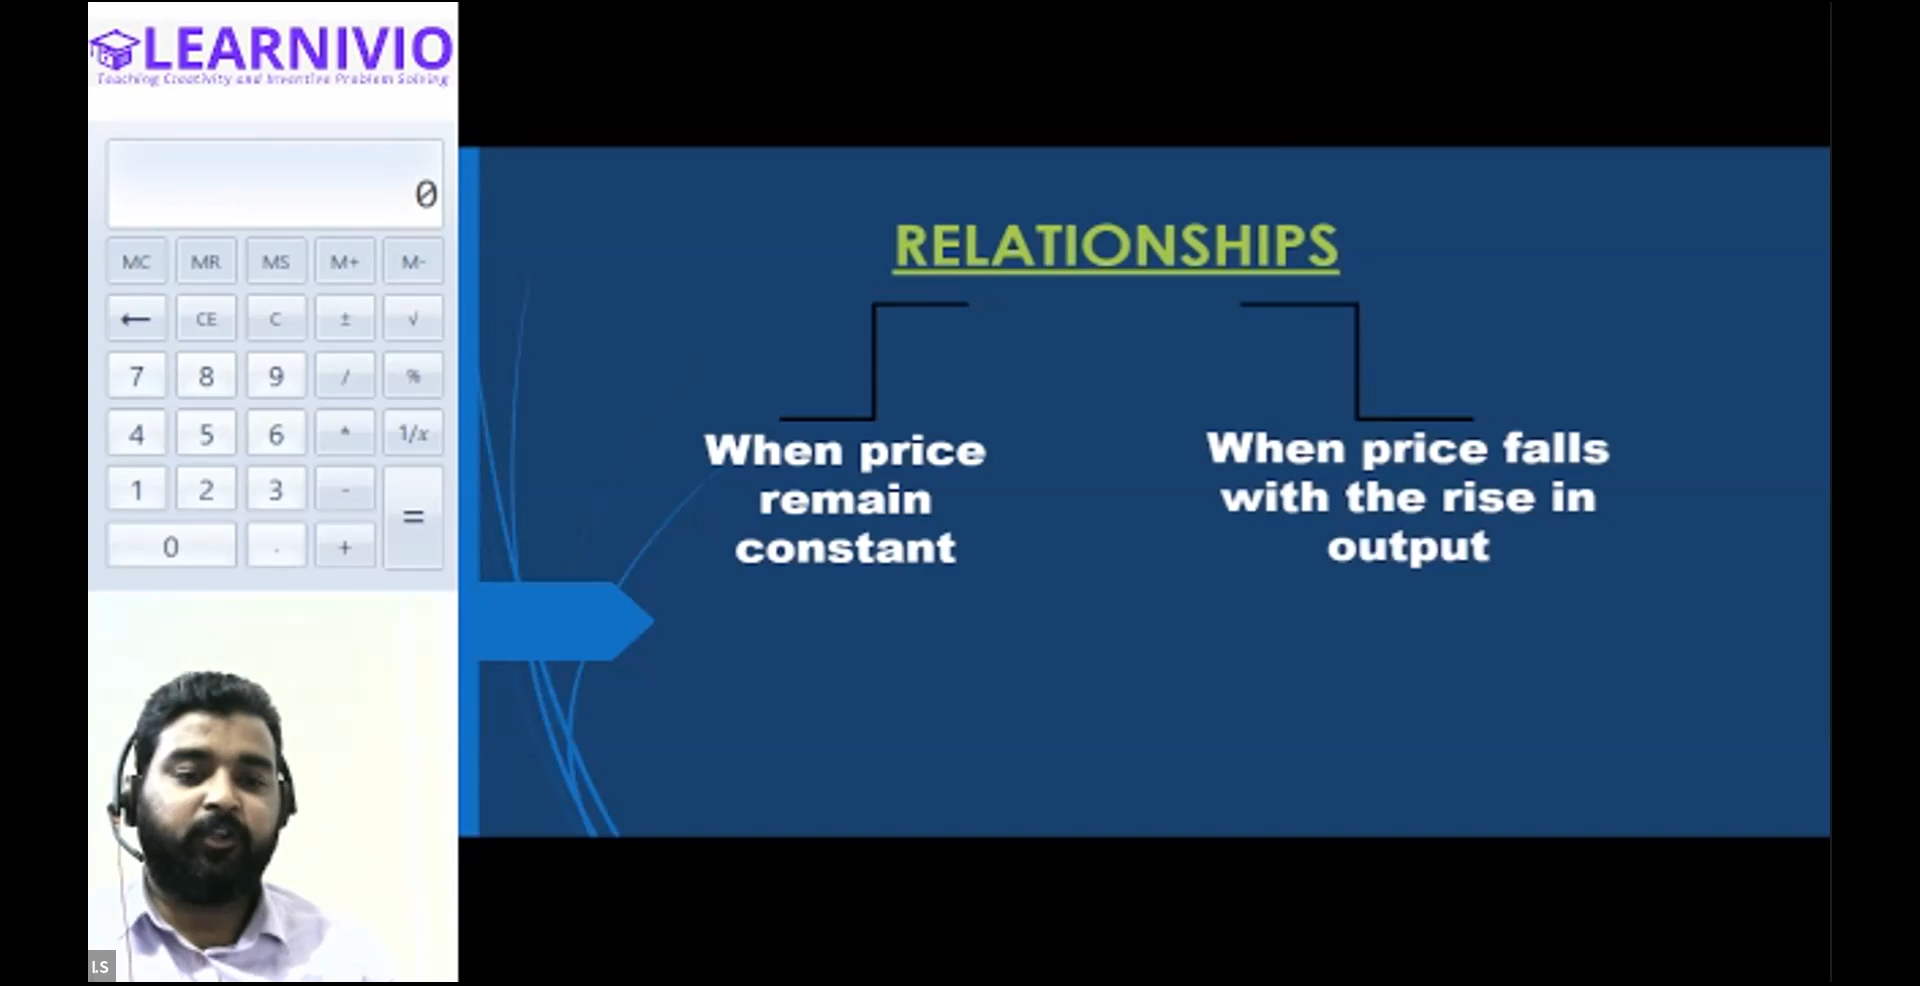 LEARNIVIO
Teaching Creativity and Inventive Problem Solving
0
MC MR MS M+ M-
← CE C ± √
7 8 9 / %
4 5 6 * 1/x
1 2 3 - =
0 . +
I.S
RELATIONSHIPS
When price
remain
constant
When price falls
with the rise in
output